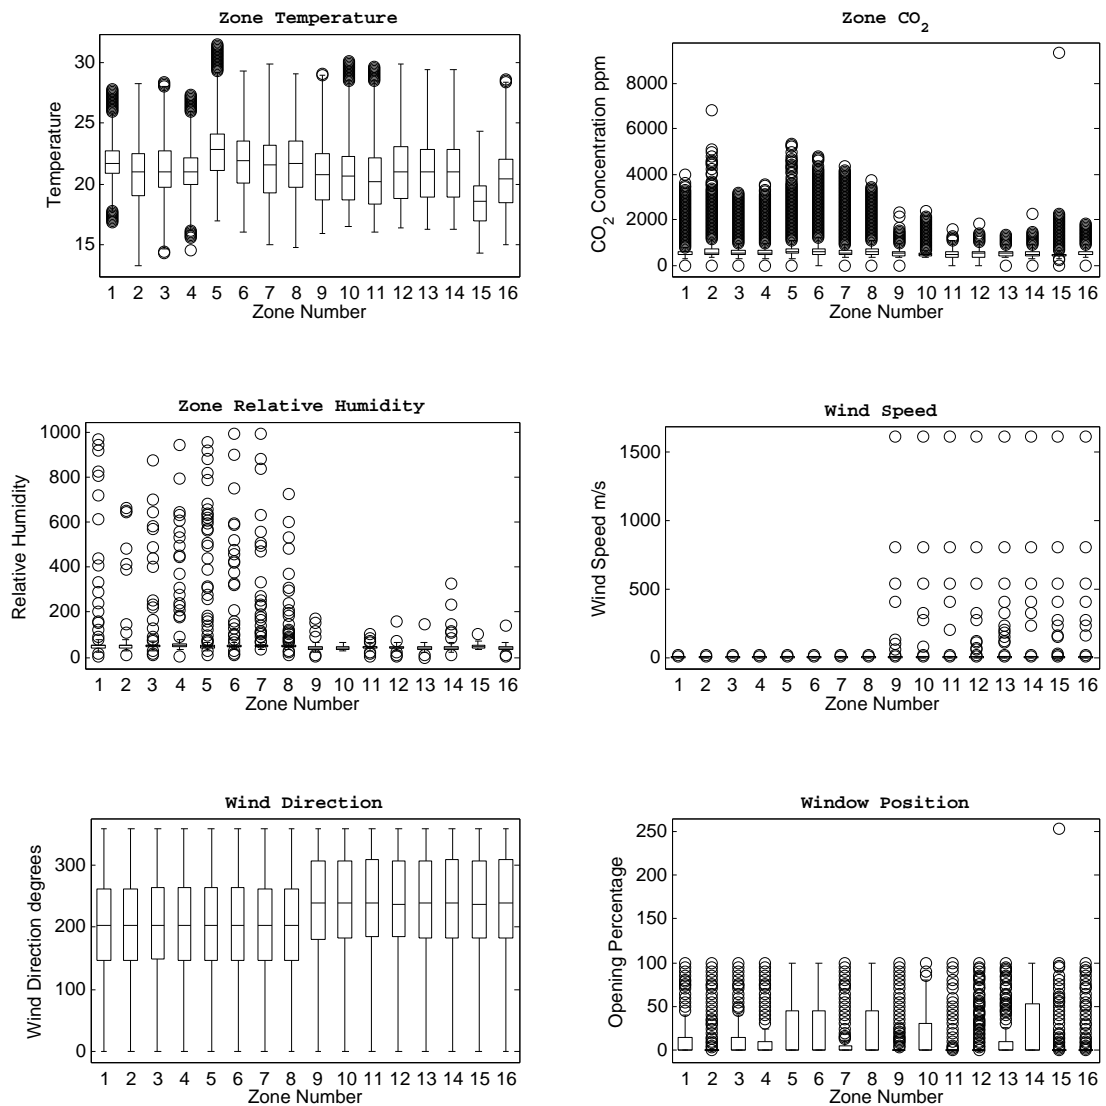 Zone Temperature
Temperature
30
25
20
15
1 2 3 4 5 6 7 8 9 10 11 12 13 14 15 16
Zone Number
Zone CO2
CO2 Concentration ppm
8000
6000
4000
2000
0
1 2 3 4 5 6 7 8 9 10 11 12 13 14 15 16
Zone Number
Zone Relative Humidity
Relative Humidity
1000
800
600
400
200
0
1 2 3 4 5 6 7 8 9 10 11 12 13 14 15 16
Zone Number
Wind Speed
Wind Speed m/s
1500
1000
500
0
1 2 3 4 5 6 7 8 9 10 11 12 13 14 15 16
Zone Number
Wind Direction
Wind Direction degrees
300
200
100
0
1 2 3 4 5 6 7 8 9 10 11 12 13 14 15 16
Zone Number
Window Position
Opening Percentage
250
200
150
100
50
0
1 2 3 4 5 6 7 8 9 10 11 12 13 14 15 16
Zone Number